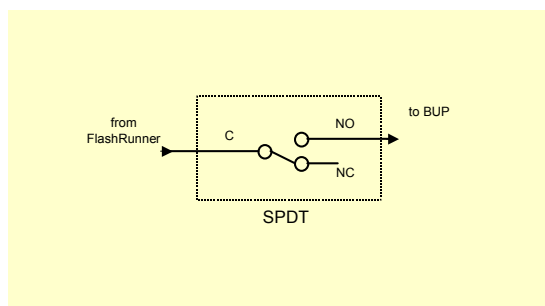 from
FlashRunner
C
NO
to BUP
NC
SPDT